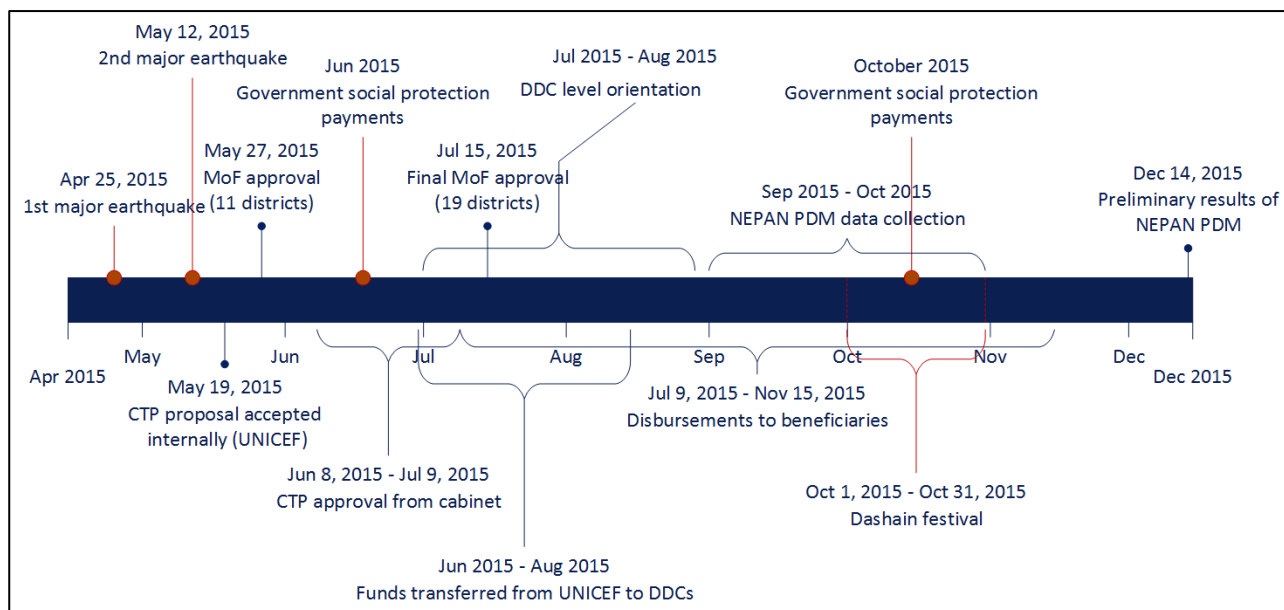 May 12, 2015
2nd major earthquake
Jun 2015
Government social protection
payments
Jul 2015 - Aug 2015
DDC level orientation
October 2015
Government social protection
payments
Apr 25, 2015
1st major earthquake
May 27, 2015
MoF approval
(11 districts)
Jul 15, 2015
Final MoF approval
(19 districts)
Sep 2015 - Oct 2015
NEPAN PDM data collection
Dec 14, 2015
Preliminary results of
NEPAN PDM
Apr 2015
May
Jun
Jul
Aug
Sep
Oct
Nov
Dec
Dec 2015
May 19, 2015
CTP proposal accepted
internally (UNICEF)
Jun 8, 2015 - Jul 9, 2015
CTP approval from cabinet
Jun 2015 - Aug 2015
Funds transferred from UNICEF to DDCs
Jul 9, 2015 - Nov 15, 2015
Disbursements to beneficiaries
Oct 1, 2015 - Oct 31, 2015
Dashain festival